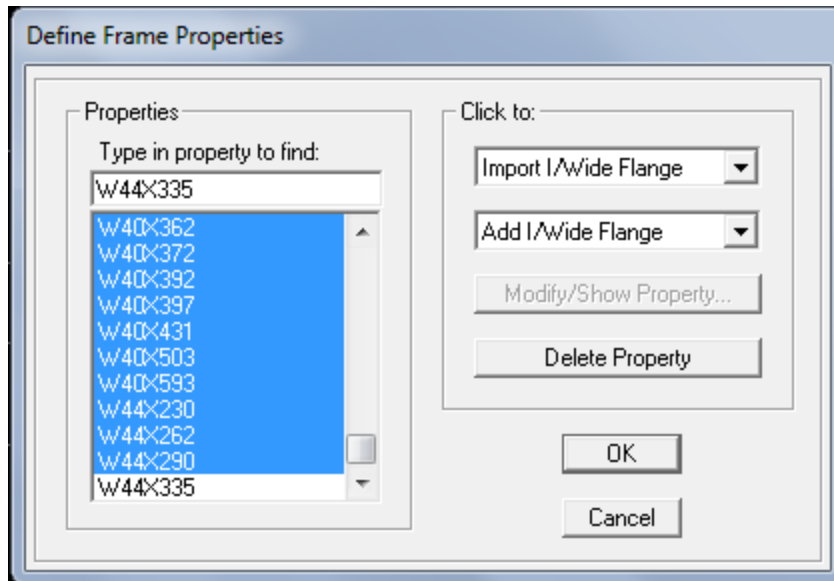 Define Frame Properties
Properties
Type in property to find:
W44X335
W40X362
W40X372
W40X392
W40X397
W40X431
W40X503
W40X593
W44X230
W44X262
W44X290
W44X335
Click to:
Import I/Wide Flange
Add I/Wide Flange
Modify/Show Property...
Delete Property
OK
Cancel